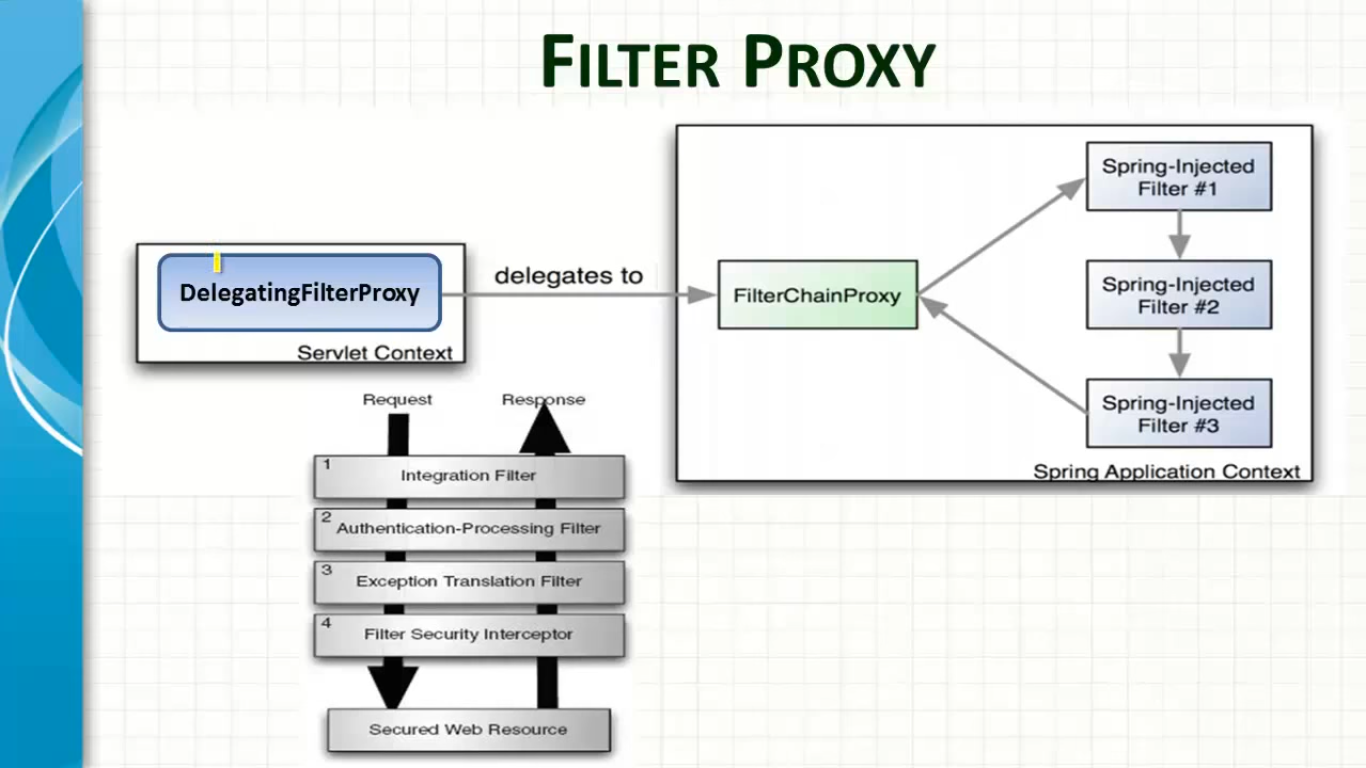 FILTER PROXY
DelegatingFilterProxy
Servlet Context
delegates to
FilterChainProxy
Spring-Injected
Filter #1
Spring-Injected
Filter #2
Spring-Injected
Filter #3
Spring Application Context
Request
Response
1
Integration Filter
2
Authentication-Processing Filter
3
Exception Translation Filter
4
Filter Security Interceptor
Secured Web Resource